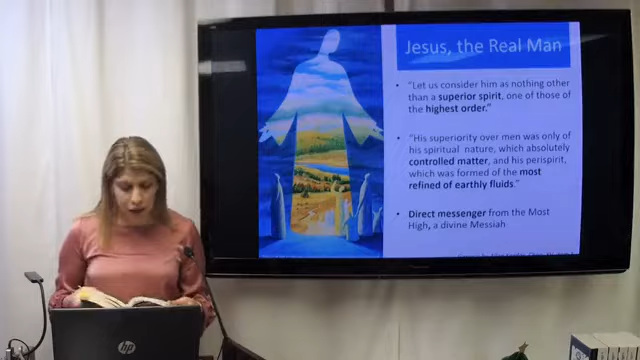 Jesus, the Real Man
• "Let us consider him as nothing other
than a superior spirit, one of those of
the highest order."
• "His superiority over men was only of
his spiritual nature, which absolutely
controlled matter, and his perispirit,
which was formed of the most
refined of earthly fluids."
• Direct messenger from the Most
High, a divine Messiah
hp